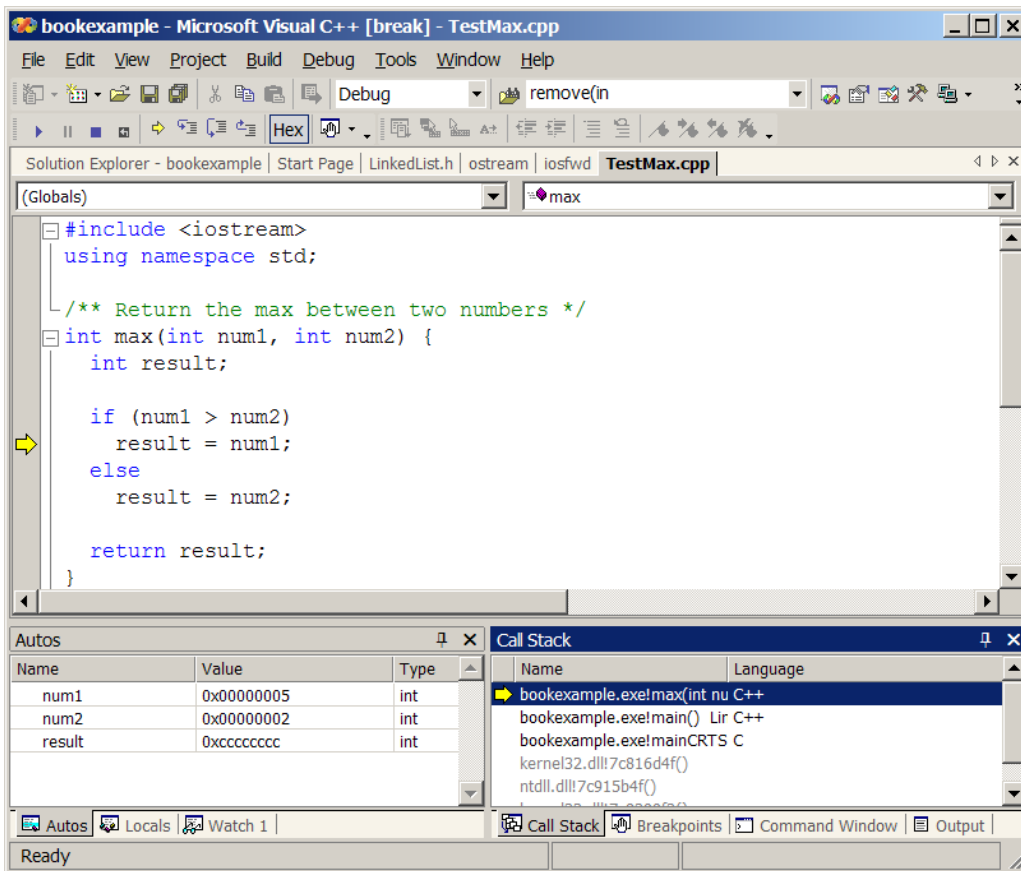 bookexample - Microsoft Visual C++ [break] - TestMax.cpp
File Edit View Project Build Debug Tools Window Help
Debug remove(in
Hex
Solution Explorer - bookexample | Start Page | LinkedList.h | ostream | iosfwd TestMax.cpp
(Globals) max
#include <iostream>
using namespace std;
/** Return the max between two numbers */
int max(int num1, int num2) {
int result;
if (num1 > num2)
result = num1;
else
result = num2;
return result;
}
Autos
Name Value Type
num1 0x00000005 int
num2 0x00000002 int
result 0xcccccccc int
Autos Locals Watch 1
Call Stack
Name Language
bookexample.exe!max(int nu C++
bookexample.exe!main() Lir C++
bookexample.exe!mainCRTS C
kernel32.dll!7c816d4f()
ntdll.dll!7c915b4f()
Call Stack Breakpoints Command Window Output
Ready